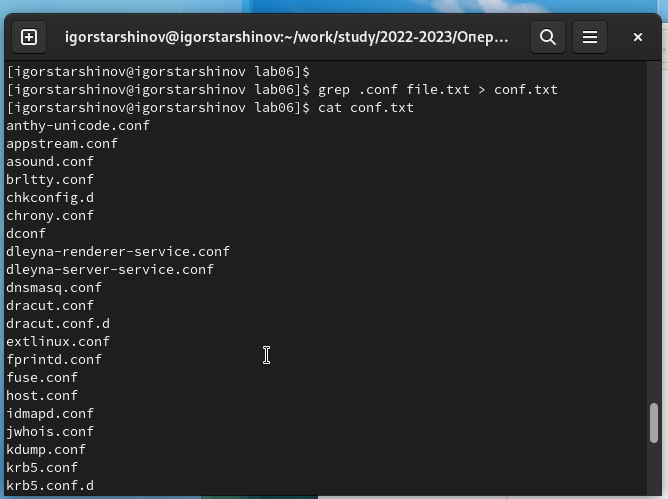 igorstarshinov@igorstarshinov:~/work/study/2022-2023/Опер...
[igorstarshinov@igorstarshinov lab06]$
[igorstarshinov@igorstarshinov lab06]$ grep .conf file.txt > conf.txt
[igorstarshinov@igorstarshinov lab06]$ cat conf.txt
anthy-unicode.conf
appstream.conf
asound.conf
brltty.conf
chkconfig.d
chrony.conf
dconf
dleyna-renderer-service.conf
dleyna-server-service.conf
dnsmasq.conf
dracut.conf
dracut.conf.d
extlinux.conf
fprintd.conf
fuse.conf
host.conf
idmapd.conf
jwhois.conf
kdump.conf
krb5.conf
krb5.conf.d